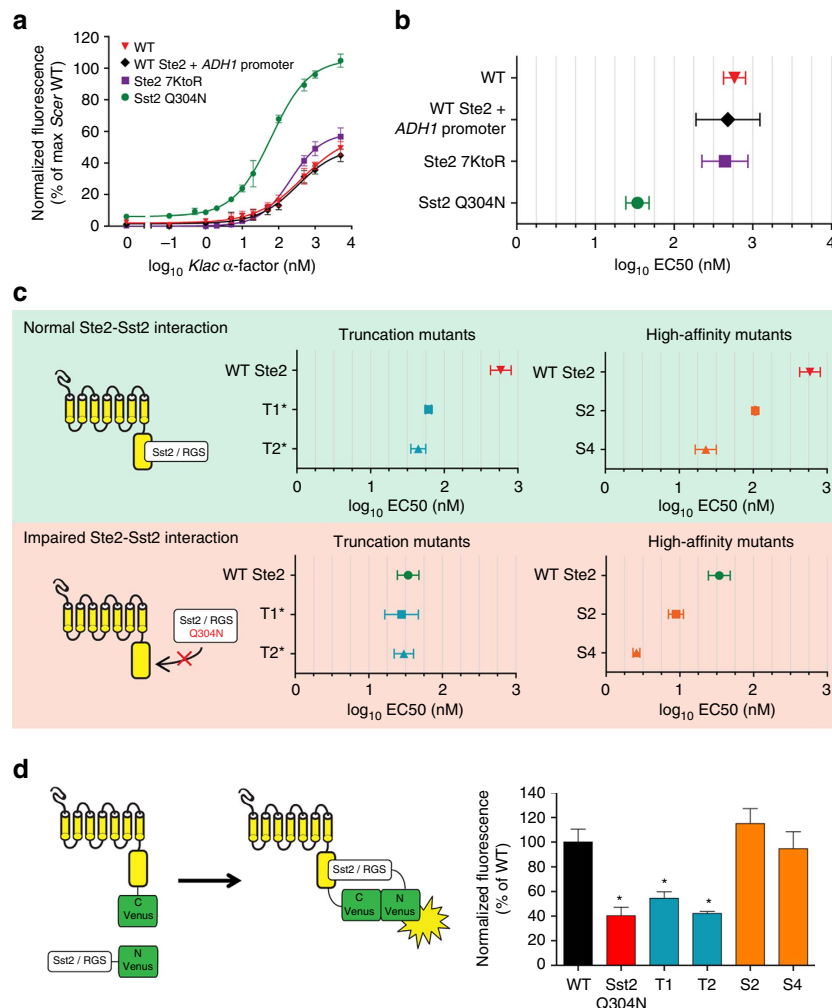 a
Normalized fluorescence
(% of max Scer WT)
120
100
80
60
40
20
0
WT
WT Ste2 + ADH1 promoter
Ste2 7KtoR
Sst2 Q304N
0 –1 0 1 2 3 4
log10 Klac α-factor (nM)
b
WT
WT Ste2 +
ADH1 promoter
Ste2 7KtoR
Sst2 Q304N
0 1 2 3 4
log10 EC50 (nM)
c
Normal Ste2-Sst2 interaction
Sst2 / RGS
Truncation mutants
WT Ste2
T1*
T2*
0 1 2 3
log10 EC50 (nM)
High-affinity mutants
WT Ste2
S2
S4
0 1 2 3
log10 EC50 (nM)
Impaired Ste2-Sst2 interaction
Sst2 / RGS
Q304N
Truncation mutants
WT Ste2
T1*
T2*
0 1 2 3
log10 EC50 (nM)
High-affinity mutants
WT Ste2
S2
S4
0 1 2 3
log10 EC50 (nM)
d
C
Venus
Sst2 / RGS
N
Venus
Sst2 / RGS
C
Venus
N
Venus
Normalized fluorescence
(% of WT)
140
120
100
80
60
40
20
0
* * *
WT Sst2 T1 T2 S2 S4
Q304N